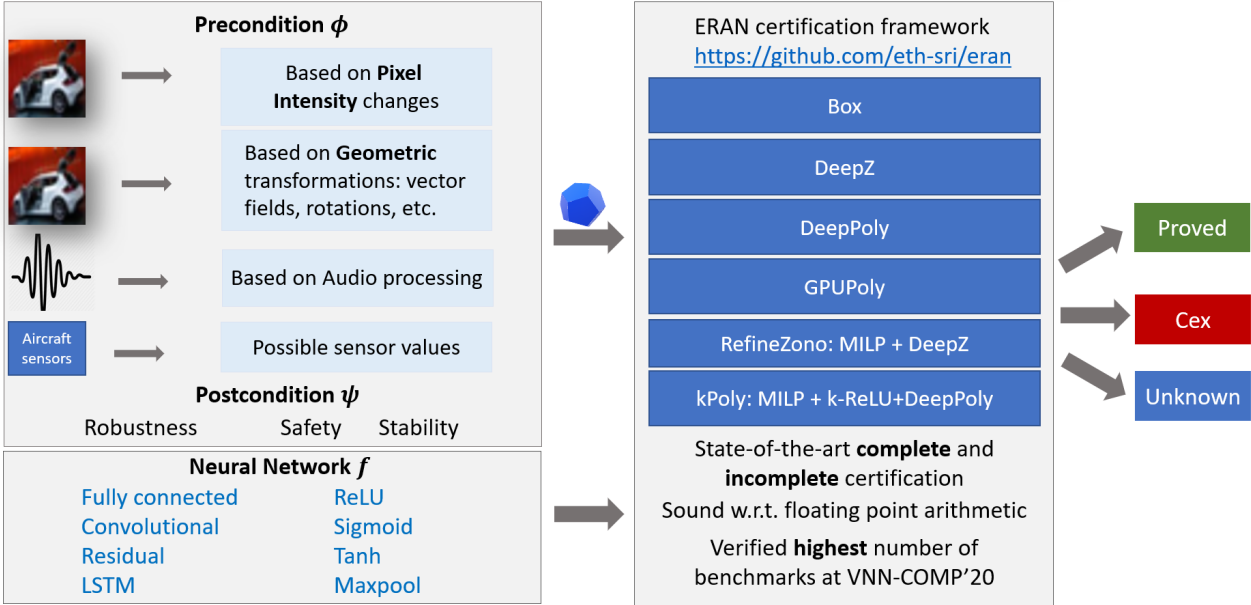 Precondition ϕ
Based on Pixel
Intensity changes
Based on Geometric
transformations: vector
fields, rotations, etc.
Based on Audio processing
Aircraft
sensors
Possible sensor values
Postcondition ψ
Robustness Safety Stability
Neural Network f
Fully connected ReLU
Convolutional Sigmoid
Residual Tanh
LSTM Maxpool
ERAN certification framework
https://github.com/eth-sri/eran
Box
DeepZ
DeepPoly
GPUPoly
RefineZono: MILP + DeepZ
kPoly: MILP + k-ReLU+DeepPoly
State-of-the-art complete and
incomplete certification
Sound w.r.t. floating point arithmetic
Verified highest number of
benchmarks at VNN-COMP’20
Proved
Cex
Unknown